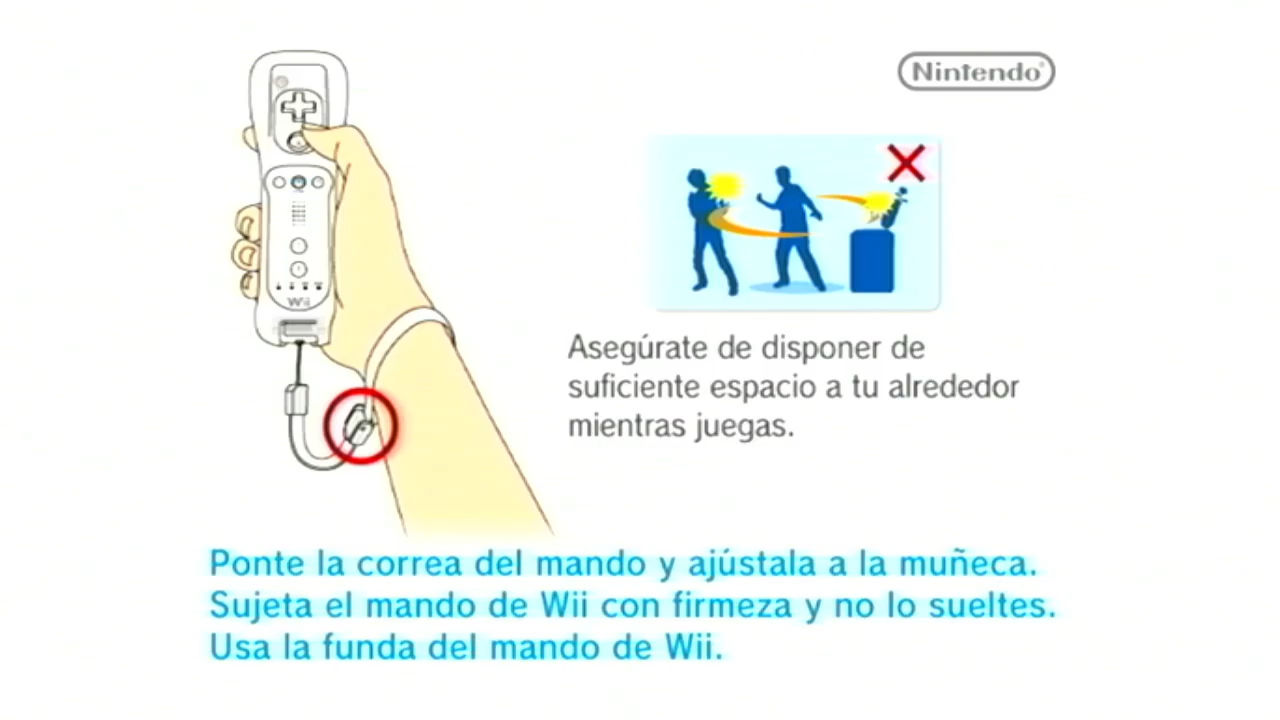 Nintendo
Asegúrate de disponer de
suficiente espacio a tu alrededor
mientras juegas.
Wii
Ponte la correa del mando y ajústala a la muñeca.
Sujeta el mando de Wii con firmeza y no lo sueltes.
Usa la funda del mando de Wii.